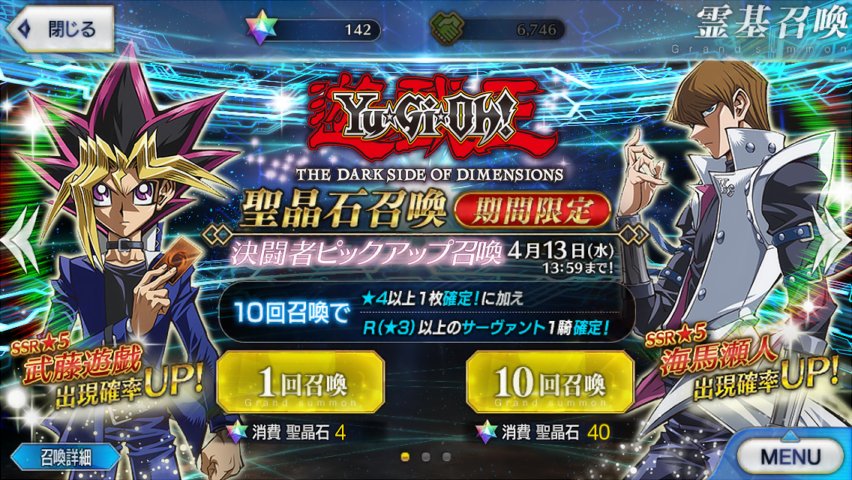 閉じる
142
6,746
霊基召喚
Grand summon
遊戯王
Yu-Gi-Oh!
THE DARK SIDE OF DIMENSIONS
聖晶石召喚 期間限定
決闘者ピックアップ召喚 4月13日(水)
13:59まで!
10回召喚で
★4以上1枚確定!に加え
R(★3)以上のサーヴァント1騎確定!
SSR★5
武藤遊戯
出現確率UP!
SSR★5
海馬瀬人
出現確率UP!
1回召喚
Grand summon
10回召喚
Grand summon
消費 聖晶石 4
消費 聖晶石 40
召喚詳細
MENU